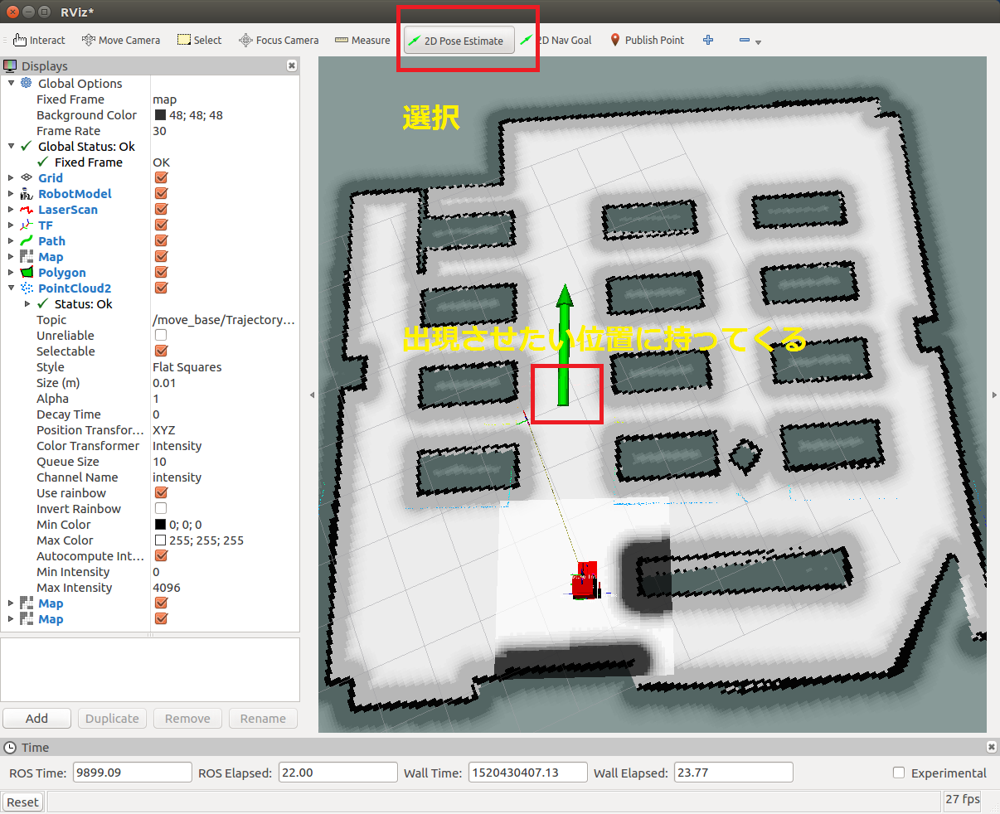 RViz*
Interact Move Camera Select Focus Camera Measure 2D Pose Estimate 2D Nav Goal Publish Point
Displays
Global Options
Fixed Frame map
Background Color 48; 48; 48
Frame Rate 30
Global Status: Ok
Fixed Frame OK
Grid
RobotModel
LaserScan
TF
Path
Map
Polygon
PointCloud2
Status: Ok
Topic /move_base/Trajectory...
Unreliable
Selectable
Style Flat Squares
Size (m) 0.01
Alpha 1
Decay Time 0
Position Transfor... XYZ
Color Transformer Intensity
Queue Size 10
Channel Name intensity
Use rainbow
Invert Rainbow
Min Color 0; 0; 0
Max Color 255; 255; 255
Autocompute Int...
Min Intensity 0
Max Intensity 4096
Map
Map
Add Duplicate Remove Rename
選択
出現させたい位置に持ってくる
Time
ROS Time: 9899.09 ROS Elapsed: 22.00 Wall Time: 1520430407.13 Wall Elapsed: 23.77 Experimental
Reset 27 fps